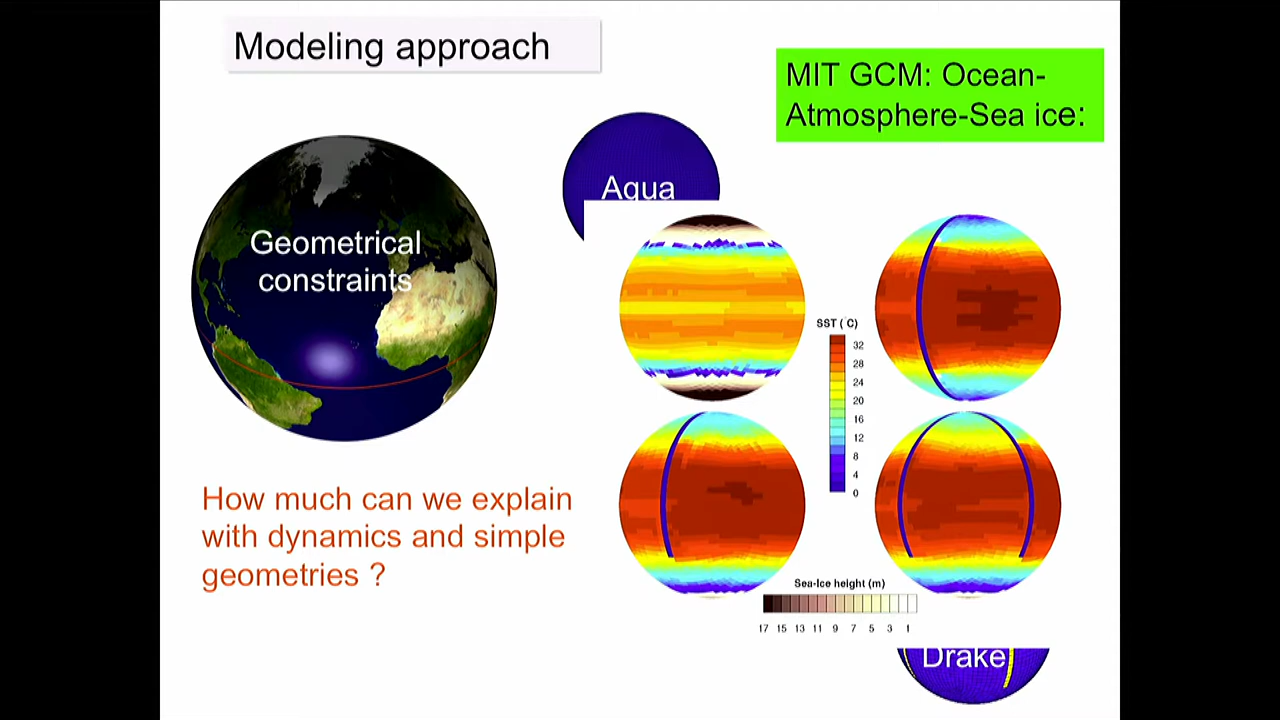 Modeling approach
MIT GCM: Ocean-
Atmosphere-Sea ice:
Aqua
Geometrical
constraints
How much can we explain
with dynamics and simple
geometries ?
SST (°C)
32
28
24
20
16
12
8
4
0
Sea-Ice height (m)
17 15 13 11 9 7 5 3 1
Drake